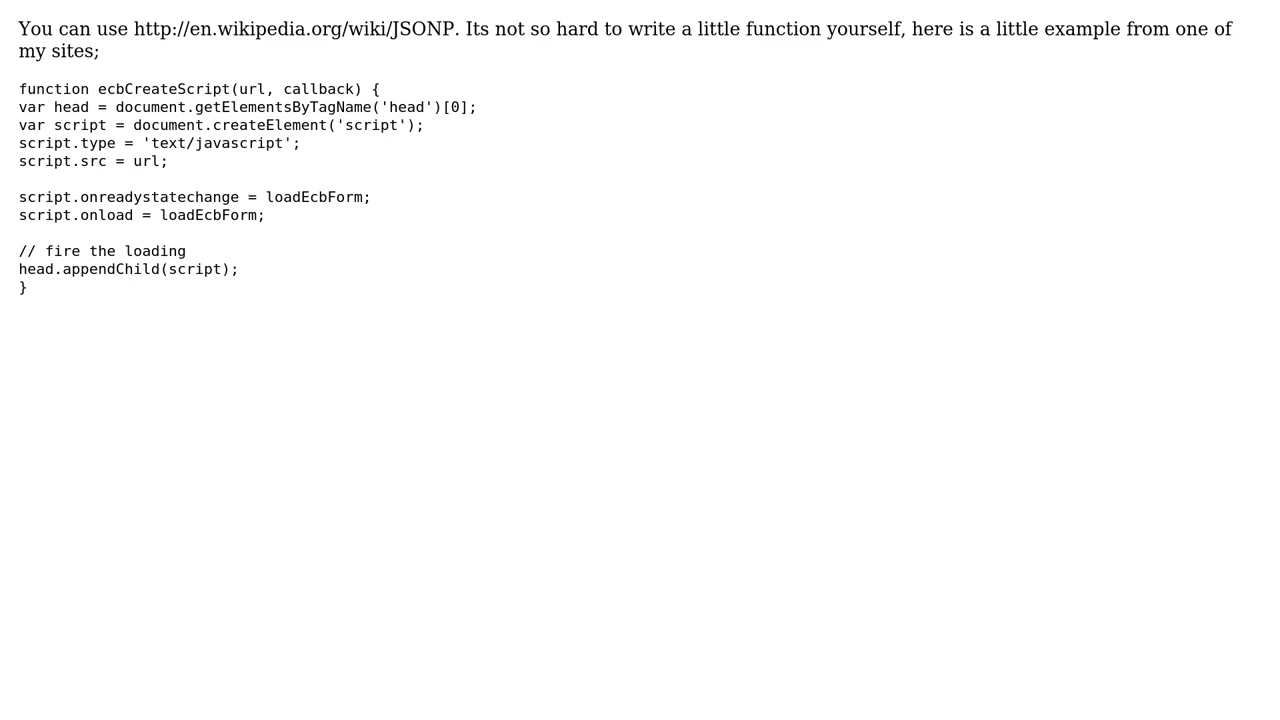 You can use http://en.wikipedia.org/wiki/JSONP. Its not so hard to write a little function yourself, here is a little example from one of
my sites;
function ecbCreateScript(url, callback) {
var head = document.getElementsByTagName('head')[0];
var script = document.createElement('script');
script.type = 'text/javascript';
script.src = url;
script.onreadystatechange = loadEcbForm;
script.onload = loadEcbForm;
// fire the loading
head.appendChild(script);
}